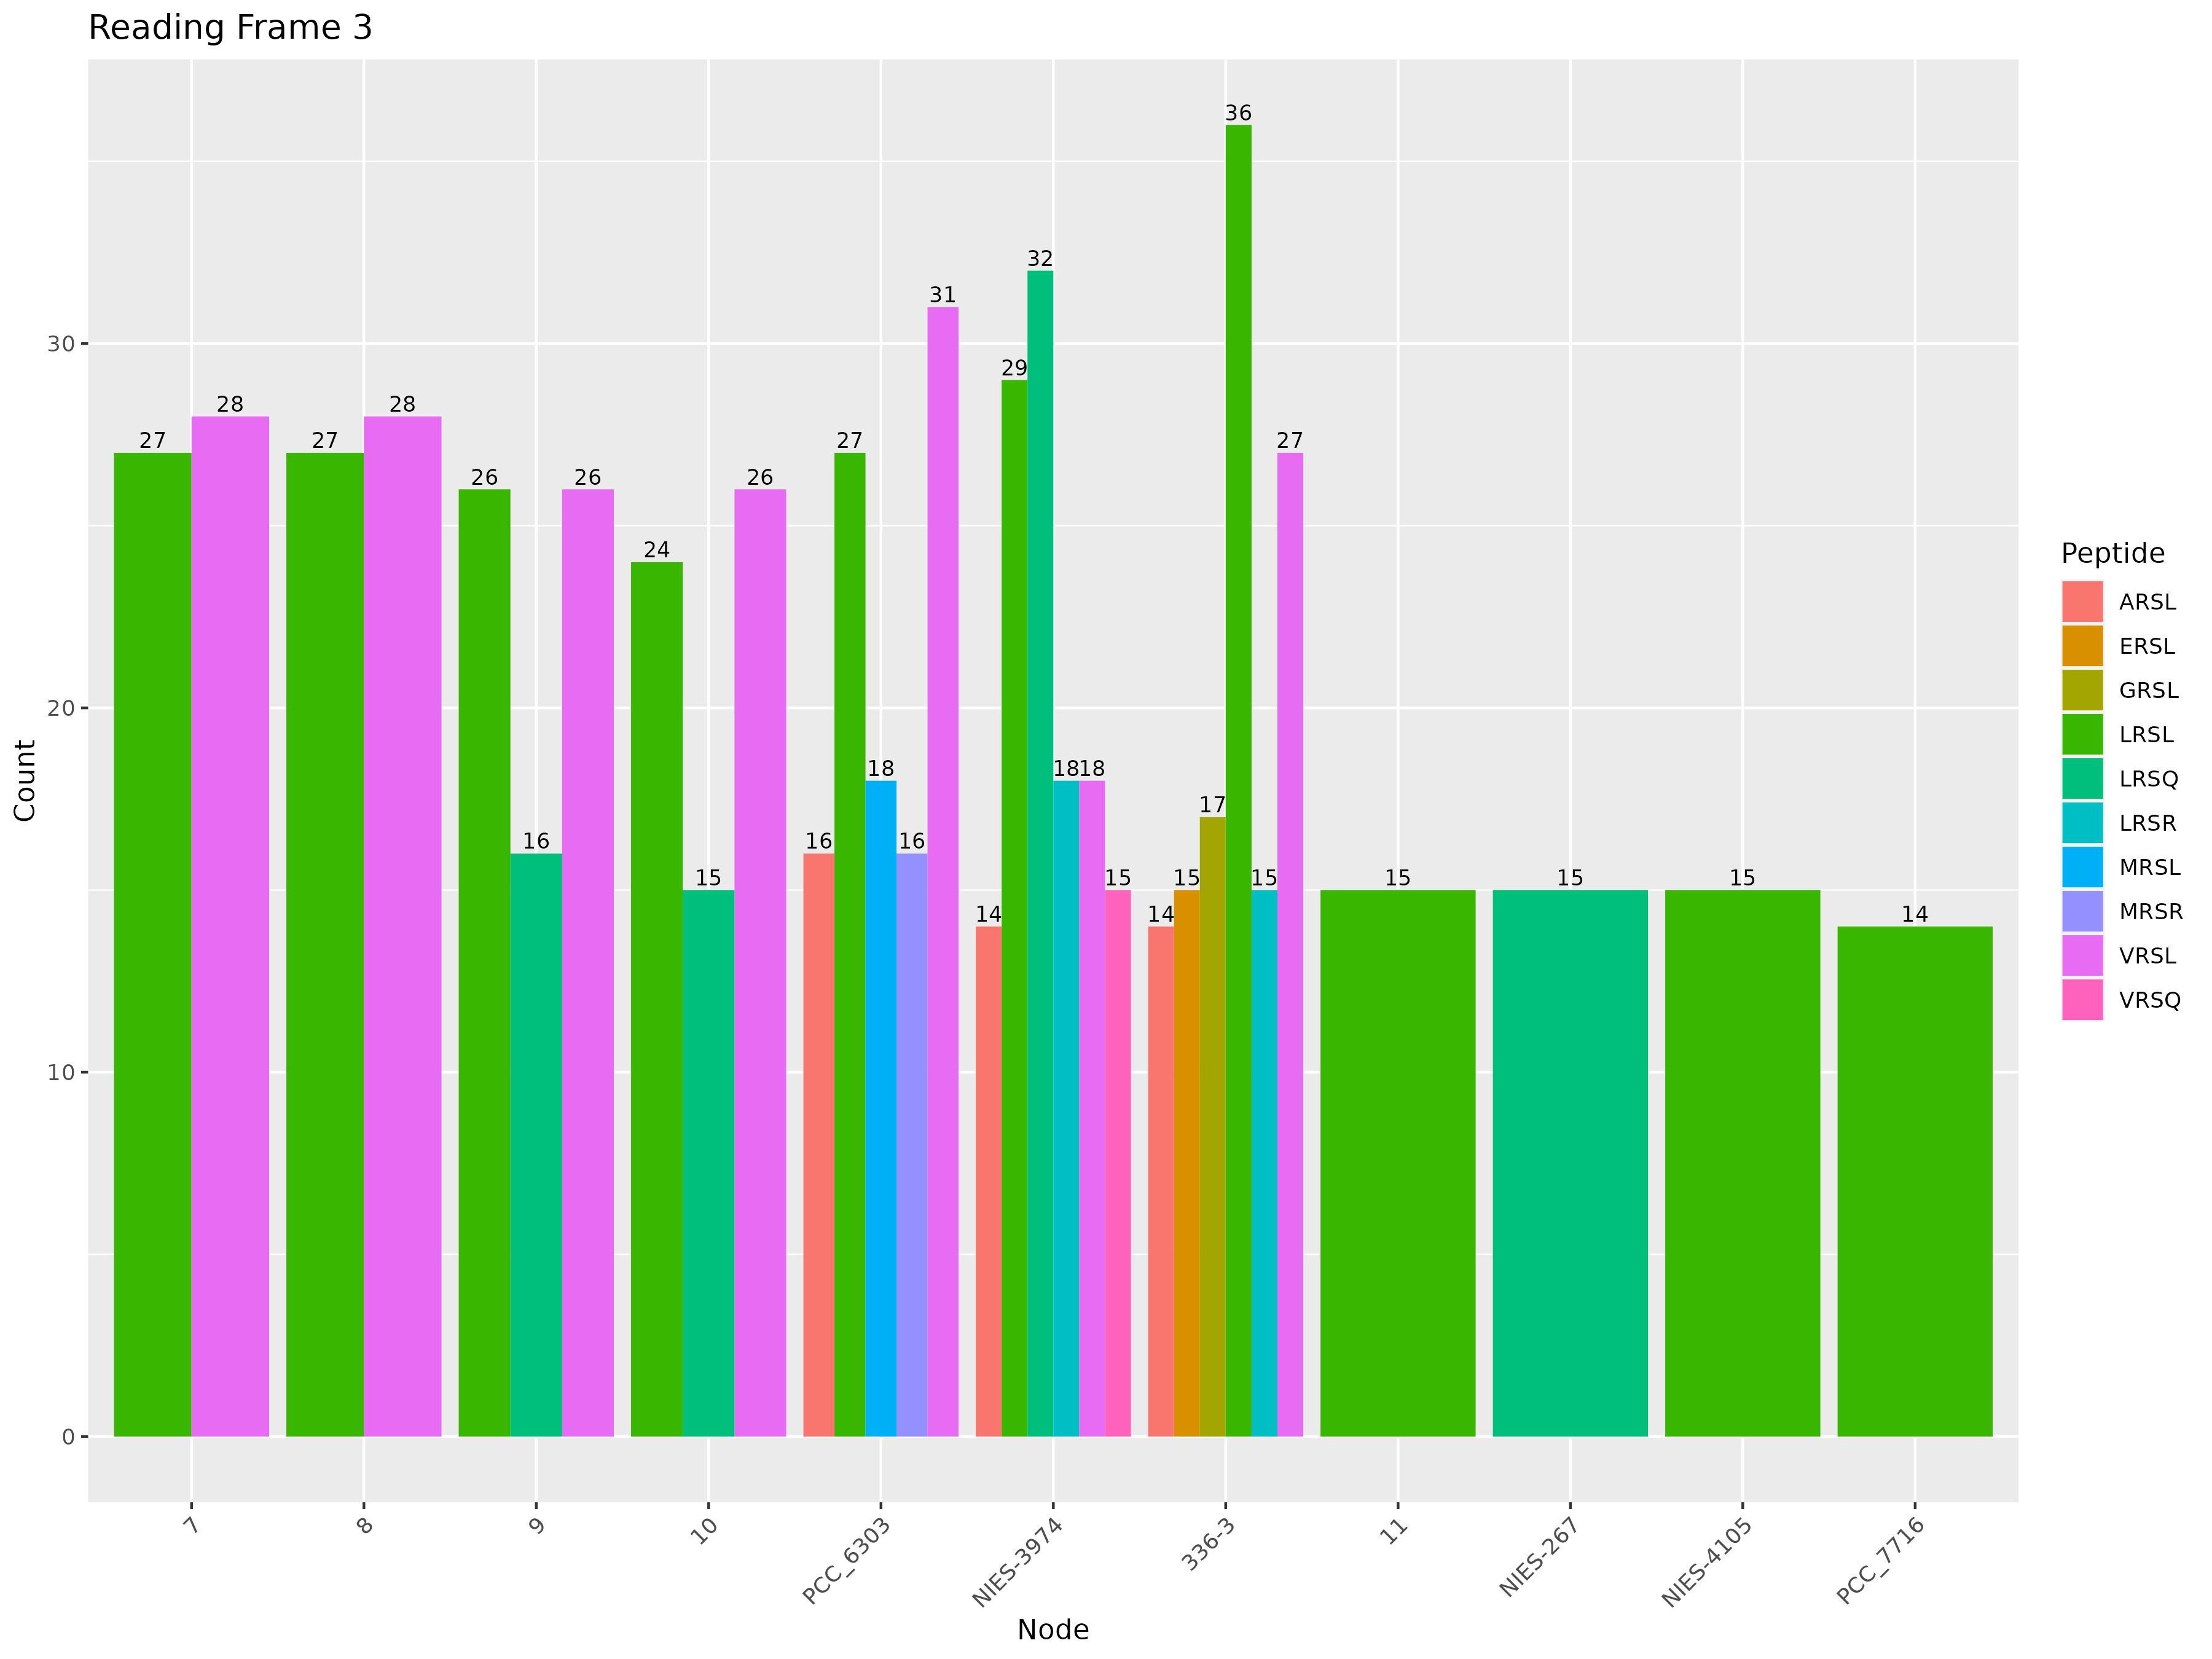 Reading Frame 3
Count
30
20
10
0
27
28
27
28
26
16
26
24
15
26
16
27
18
16
31
14
29
32
18
18
15
14
15
17
36
15
27
15
15
15
14
7
8
9
10
PCC_6303
NIES-3974
336-3
11
NIES-267
NIES-4105
PCC_7716
Node
Peptide
ARSL
ERSL
GRSL
LRSL
LRSQ
LRSR
MRSL
MRSR
VRSL
VRSQ